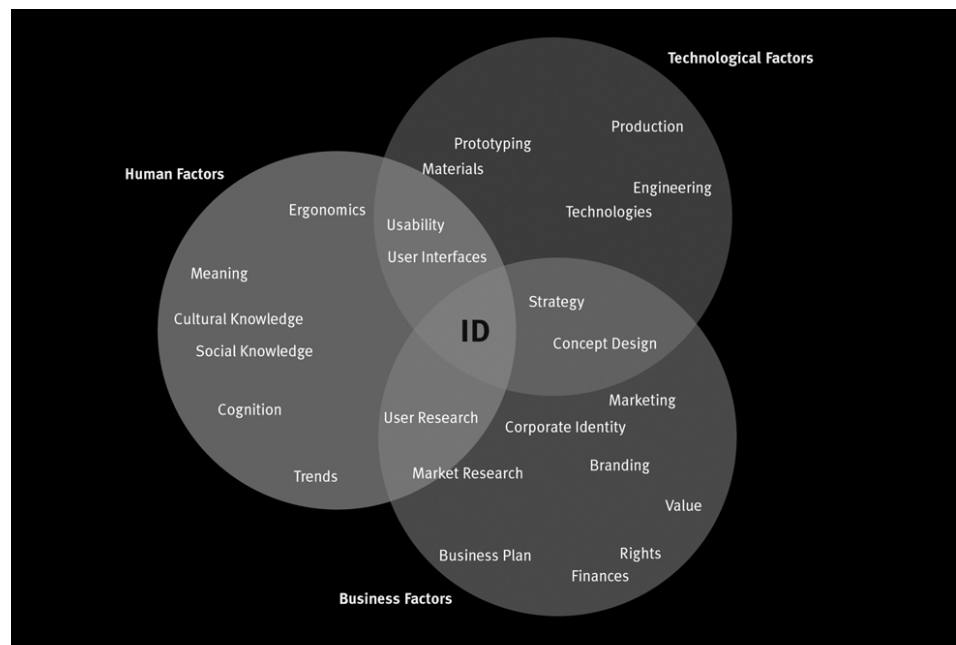 Technological Factors
Production
Prototyping
Materials
Engineering
Technologies
Human Factors
Ergonomics
Usability
User Interfaces
Meaning
Cultural Knowledge
Social Knowledge
Cognition
Trends
Strategy
ID
Concept Design
User Research
Market Research
Marketing
Corporate Identity
Branding
Value
Business Plan
Rights
Finances
Business Factors